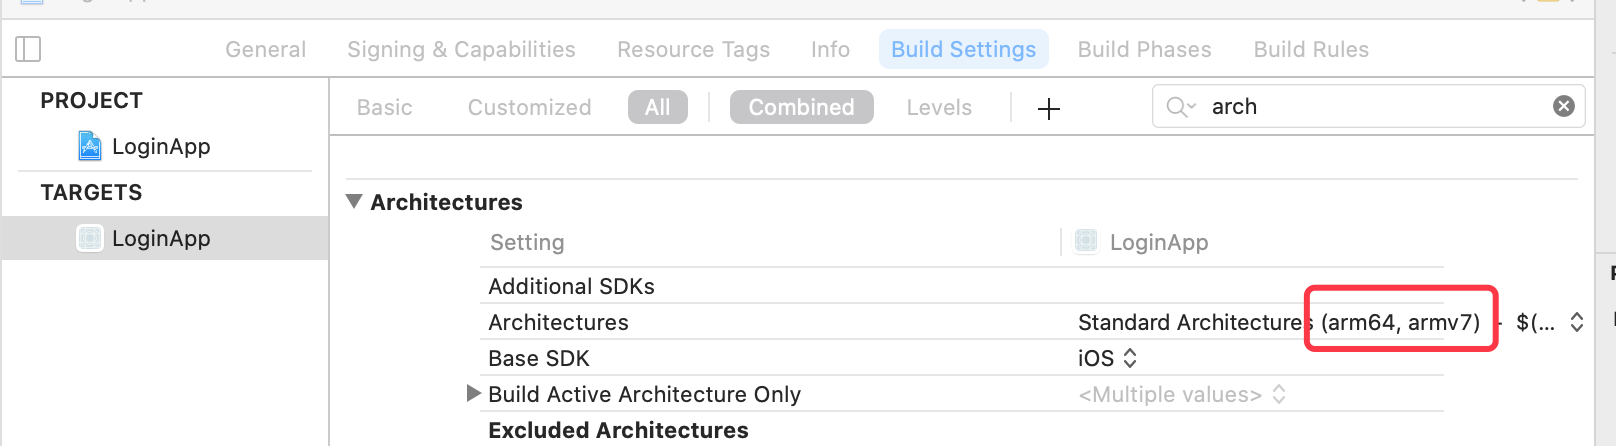 General Signing & Capabilities Resource Tags Info Build Settings Build Phases Build Rules
PROJECT
LoginApp
TARGETS
LoginApp
Basic Customized All Combined Levels + arch
Architectures
Setting LoginApp
Additional SDKs
Architectures Standard Architectures (arm64, armv7) - $(...
Base SDK iOS
Build Active Architecture Only <Multiple values>
Excluded Architectures